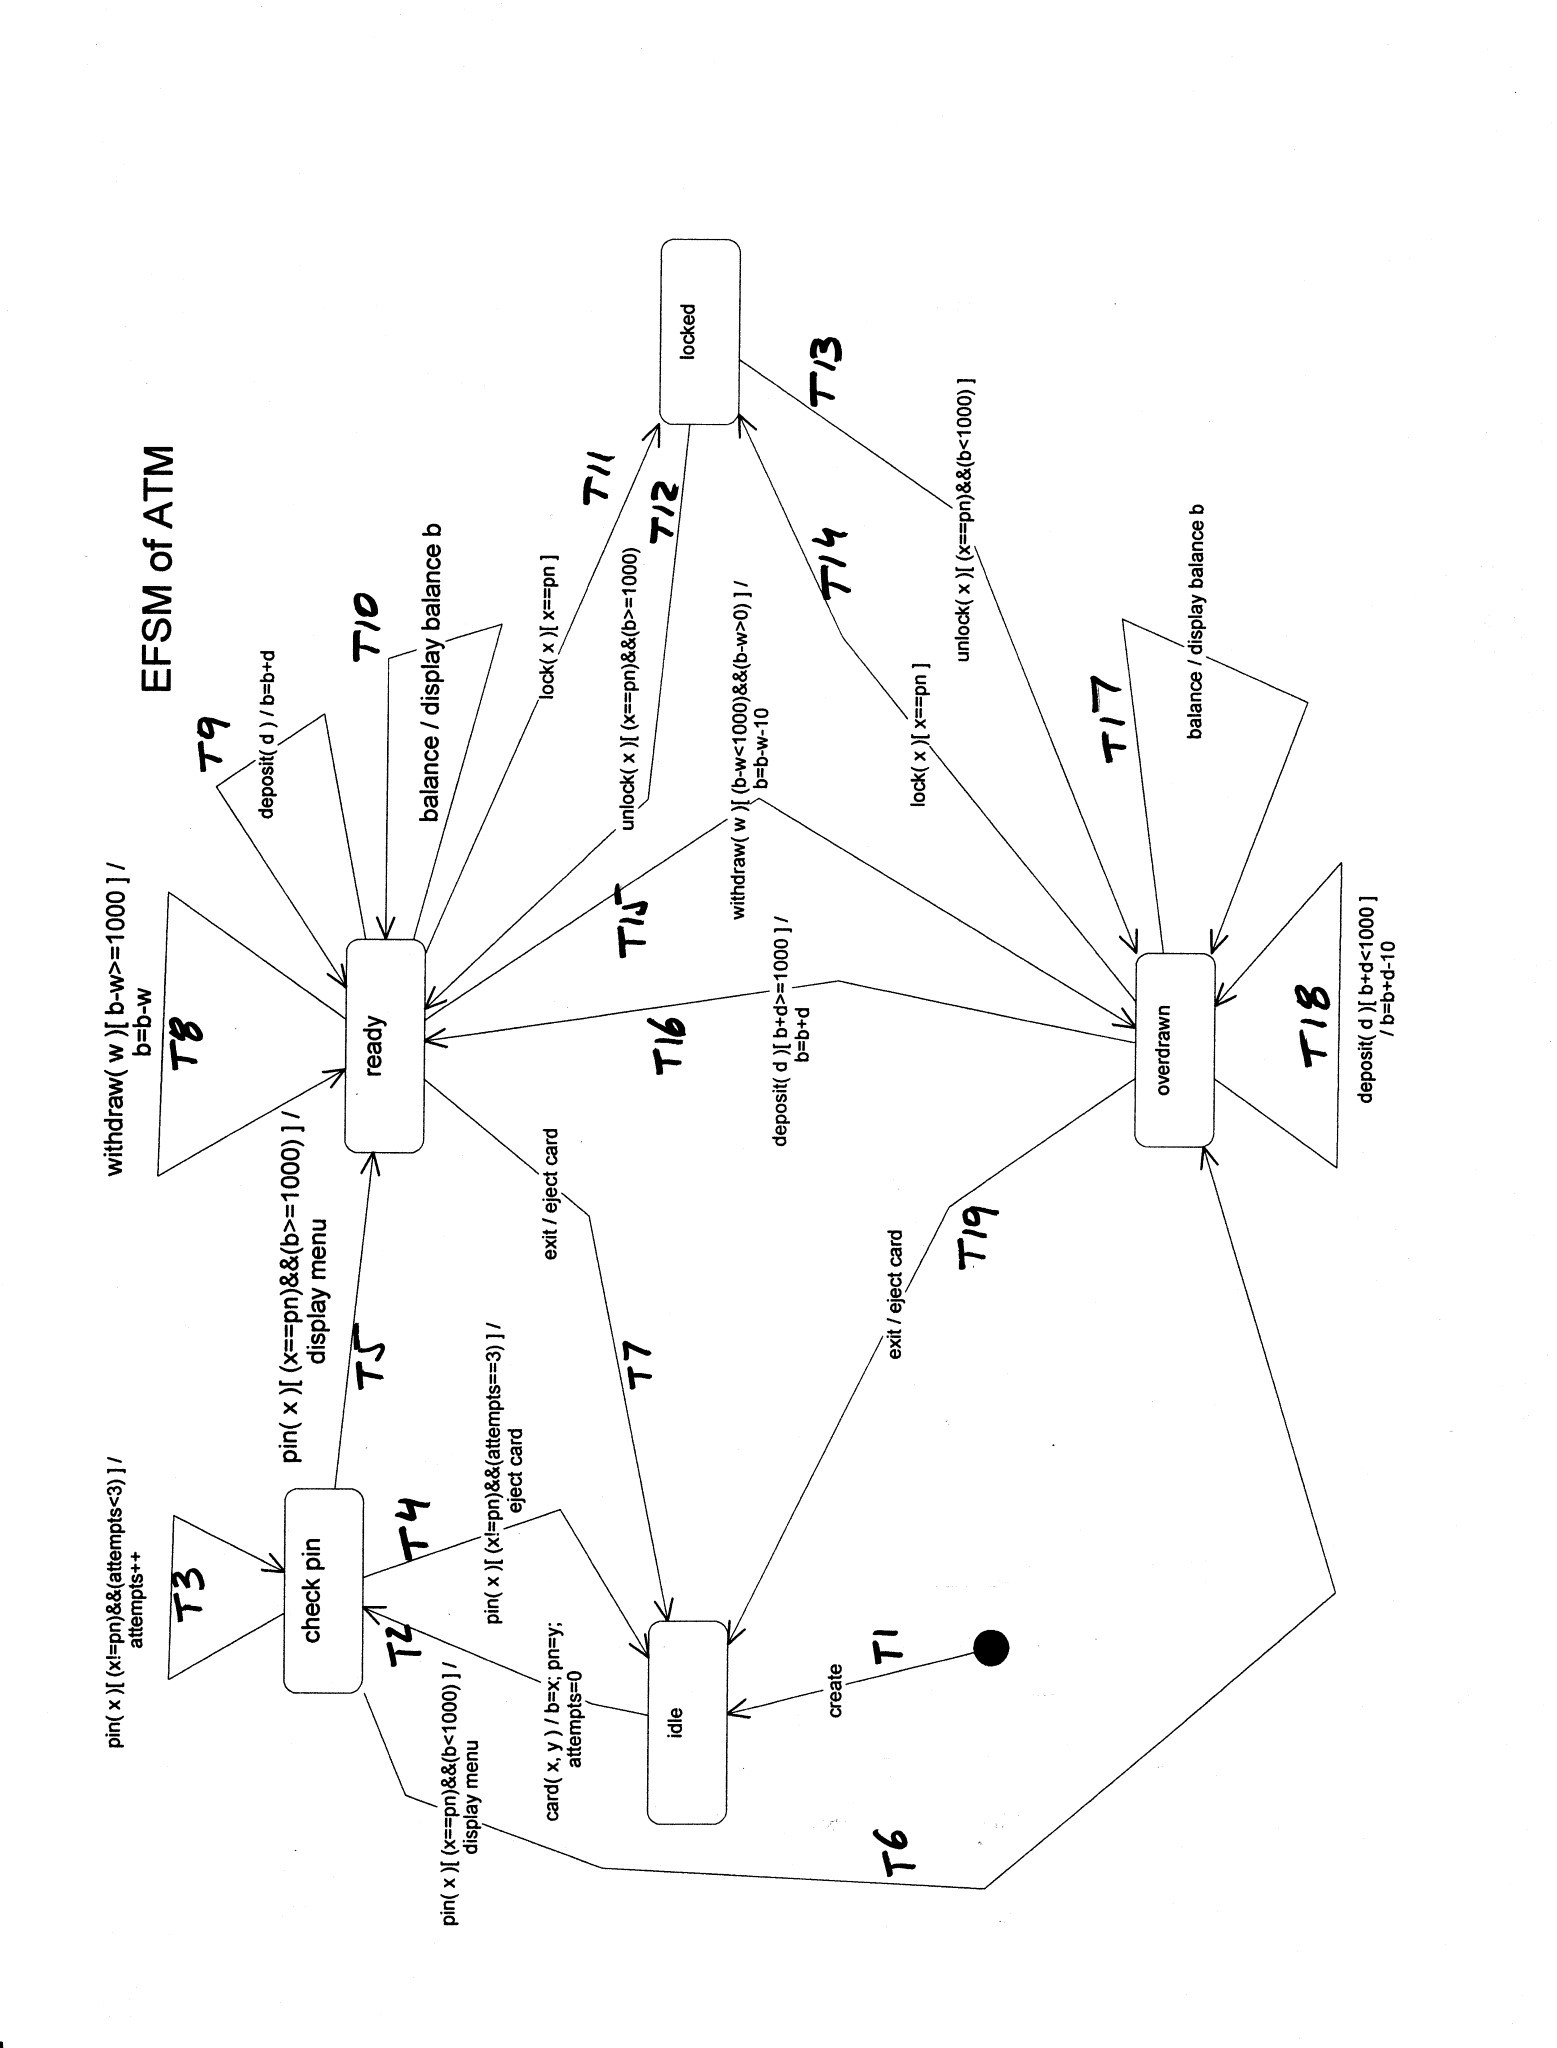 EFSM of ATM
pin( x )[ (x!=pn)&&(attempts<3) ] /
attempts++
T3
withdraw( w )[ b-w>=1000 ] /
b=b-w
T8
T9
deposit( d ) / b=b+d
T10
balance / display balance b
check pin
pin( x )[ (x==pn)&&(b>=1000) ] /
display menu
T5
ready
T2
T4
pin( x )[ (x==pn)&&(b<1000) ] /
display menu
pin( x )[ (x!=pn)&&(attempts==3) ] /
eject card
exit / eject card
lock( x )[ x==pn ]
T11
card( x, y ) / b=x; pn=y;
attempts=0
T7
T15
unlock( x )[ (x==pn)&&(b>=1000)
T12
idle
T16
locked
withdraw( w )[ (b-w<1000)&&(b-w>0) ] /
b=b-w-10
deposit( d )[ b+d>=1000 ] /
b=b+d
create
T1
T14
T13
T6
exit / eject card
T19
lock( x )[ x==pn ]
unlock( x )[ (x==pn)&&(b<1000) ]
overdrawn
T17
balance / display balance b
T18
deposit( d )[ b+d<1000 ]
/ b=b+d-10